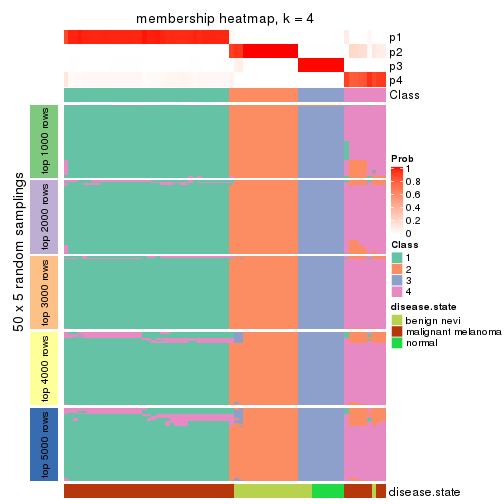 membership heatmap, k = 4
p1
p2
p3
p4
Class
50 x 5 random samplings
top 1000 rows
top 2000 rows
top 3000 rows
top 4000 rows
top 5000 rows
Prob
1
0.8
0.6
0.4
0.2
0
Class
1
2
3
4
disease.state
benign nevi
malignant melanoma
normal
disease.state